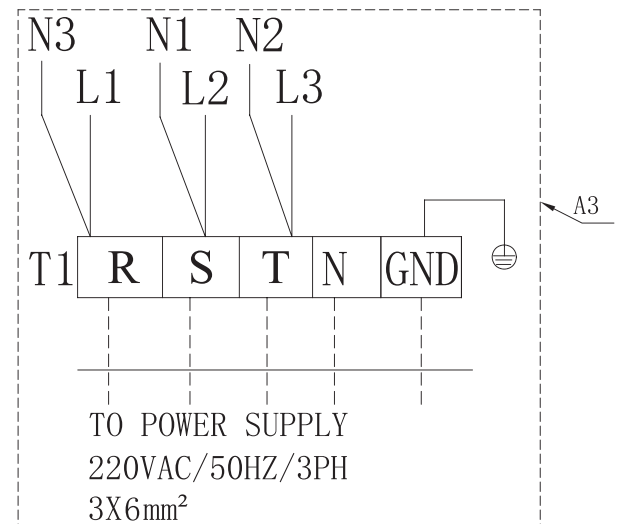 N3 N1 N2
L1 L2 L3
A3
T1 R S T N GND
TO POWER SUPPLY
220VAC/50HZ/3PH
3X6mm²